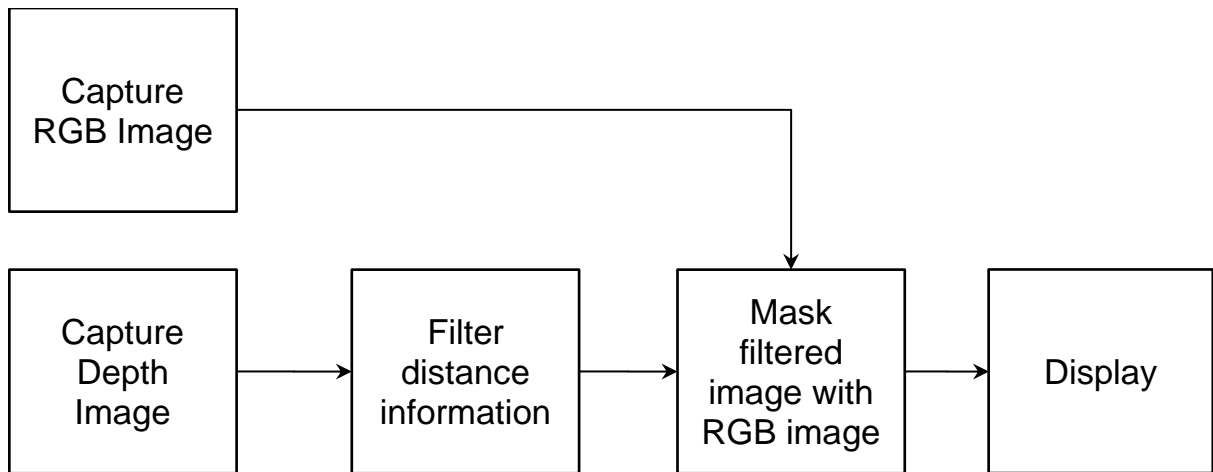 Capture
RGB Image
Capture
Depth
Image
Filter
distance
information
Mask
filtered
image with
RGB image
Display